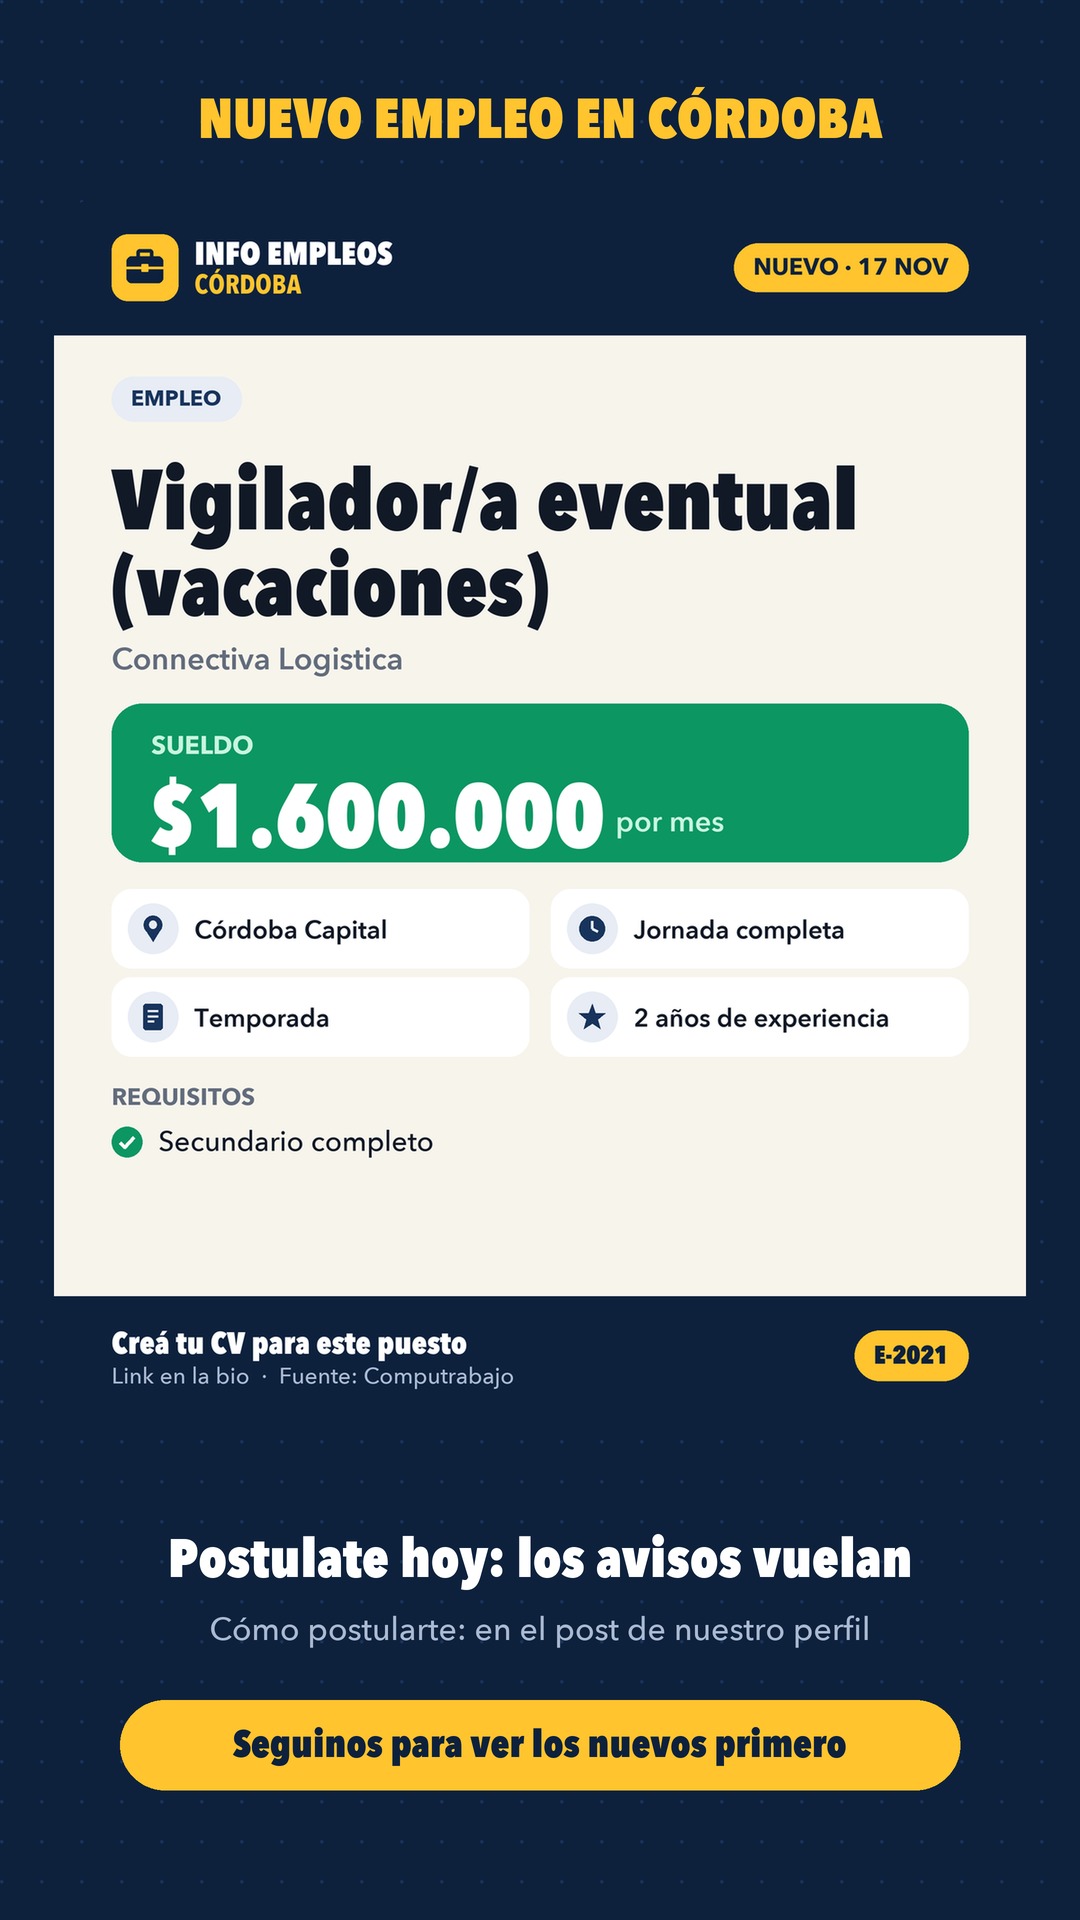 NUEVO EMPLEO EN CÓRDOBA
INFO EMPLEOS
CÓRDOBA
NUEVO · 17 NOV
EMPLEO
Vigilador/a eventual
(vacaciones)
Connectiva Logistica
SUELDO
$1.600.000 por mes
Córdoba Capital
Jornada completa
Temporada
2 años de experiencia
REQUISITOS
Secundario completo
Creá tu CV para este puesto
Link en la bio · Fuente: Computrabajo
E-2021
Postulate hoy: los avisos vuelan
Cómo postularte: en el post de nuestro perfil
Seguinos para ver los nuevos primero